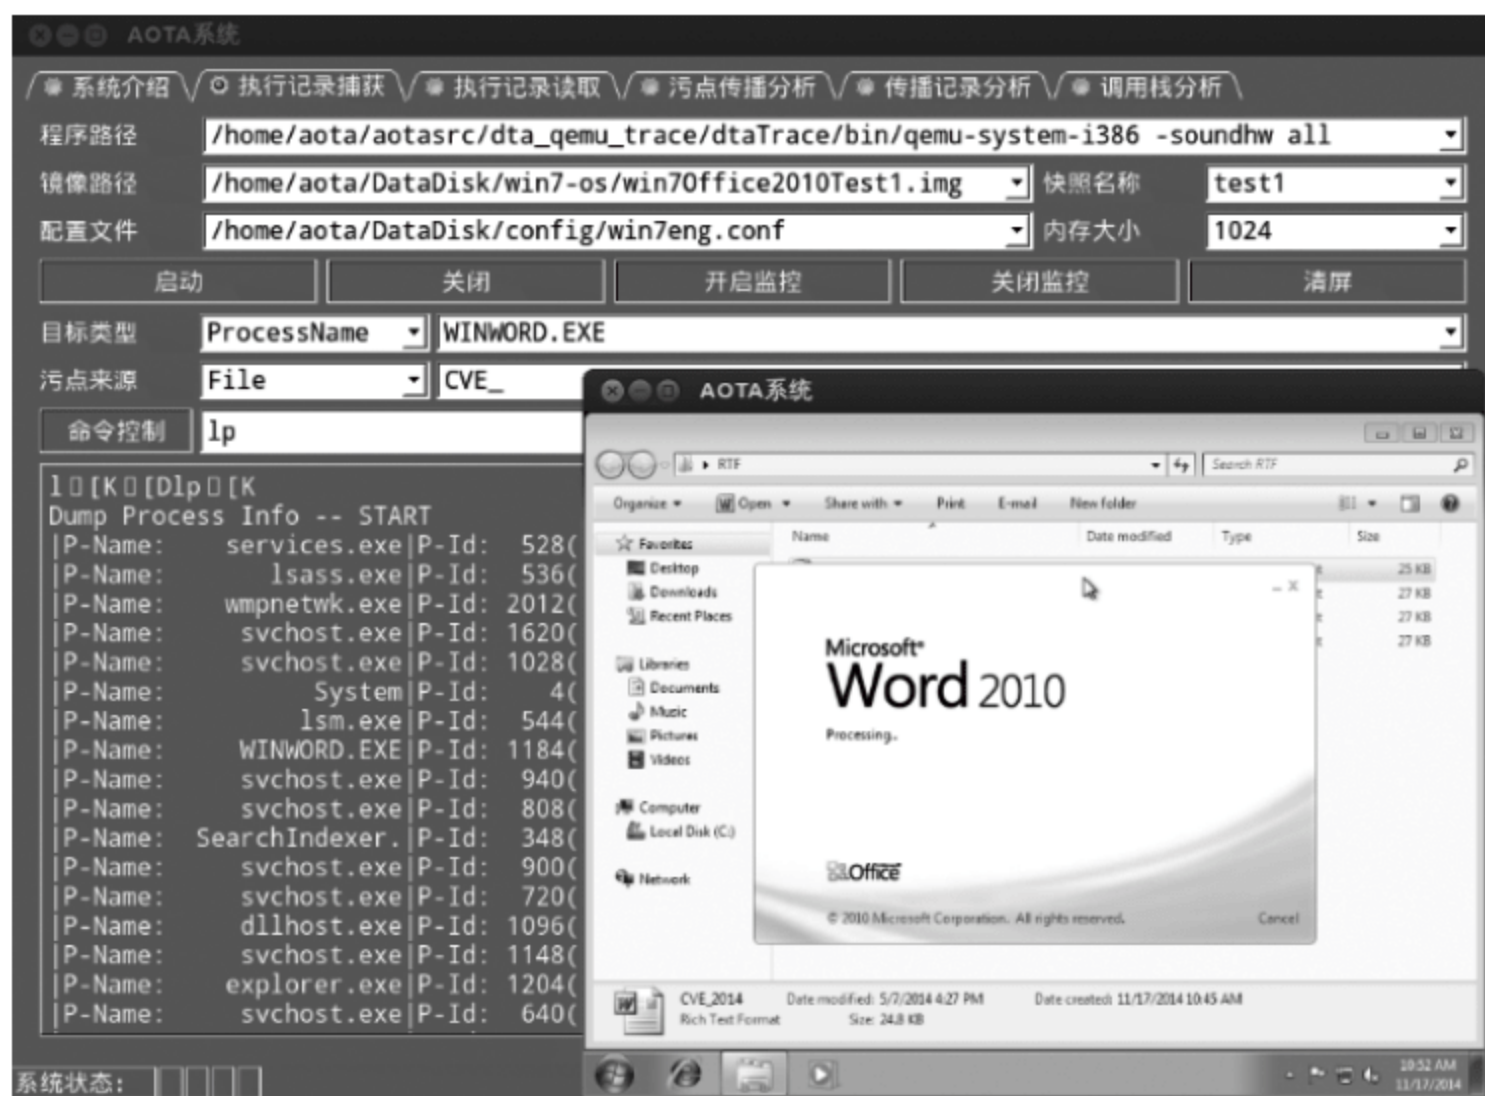 AOTA系统
系统介绍 执行记录捕获 执行记录读取 污点传播分析 传播记录分析 调用栈分析
程序路径 /home/aota/aotasrc/dta_qemu_trace/dtaTrace/bin/qemu-system-i386 -soundhw all
镜像路径 /home/aota/DataDisk/win7-os/win7Office2010Test1.img 快照名称 test1
配置文件 /home/aota/DataDisk/config/win7eng.conf 内存大小 1024
启动 关闭 开启监控 关闭监控 清屏
目标类型 ProcessName WINWORD.EXE
污点来源 File CVE_
命令控制 lp
l▯[K▯[Dlp▯[K
Dump Process Info -- START
|P-Name: services.exe|P-Id: 528(
|P-Name: lsass.exe|P-Id: 536(
|P-Name: wmpnetwk.exe|P-Id: 2012(
|P-Name: svchost.exe|P-Id: 1620(
|P-Name: svchost.exe|P-Id: 1028(
|P-Name: System|P-Id: 4(
|P-Name: lsm.exe|P-Id: 544(
|P-Name: WINWORD.EXE|P-Id: 1184(
|P-Name: svchost.exe|P-Id: 940(
|P-Name: svchost.exe|P-Id: 808(
|P-Name: SearchIndexer.|P-Id: 348(
|P-Name: svchost.exe|P-Id: 900(
|P-Name: svchost.exe|P-Id: 720(
|P-Name: dllhost.exe|P-Id: 1096(
|P-Name: svchost.exe|P-Id: 1148(
|P-Name: explorer.exe|P-Id: 1204(
|P-Name: svchost.exe|P-Id: 640(
系统状态:
AOTA系统
RTF Search RTF
Organize Open Share with Print E-mail New folder
Name Date modified Type Size
Favorites
Desktop
Downloads
Recent Places
Libraries
Documents
Music
Pictures
Videos
Computer
Local Disk (C:)
Network
25 KB
27 KB
27 KB
27 KB
Microsoft®
Word 2010
Processing..
Office
© 2010 Microsoft Corporation. All rights reserved. Cancel
CVE_2014 Date modified: 5/7/2014 4:27 PM Date created: 11/17/2014 10:45 AM
Rich Text Format Size: 24.8 KB
10:52 AM
11/17/2014